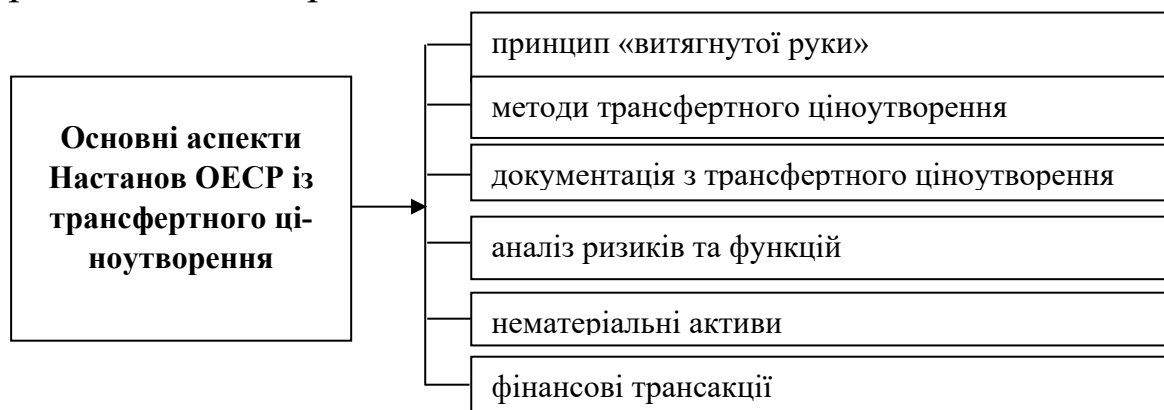 Основні аспекти
Настанов ОЕСР із
трансфертного ці-
ноутворення
принцип «витягнутої руки»
методи трансфертного ціноутворення
документація з трансфертного ціноутворення
аналіз ризиків та функцій
нематеріальні активи
фінансові трансакції